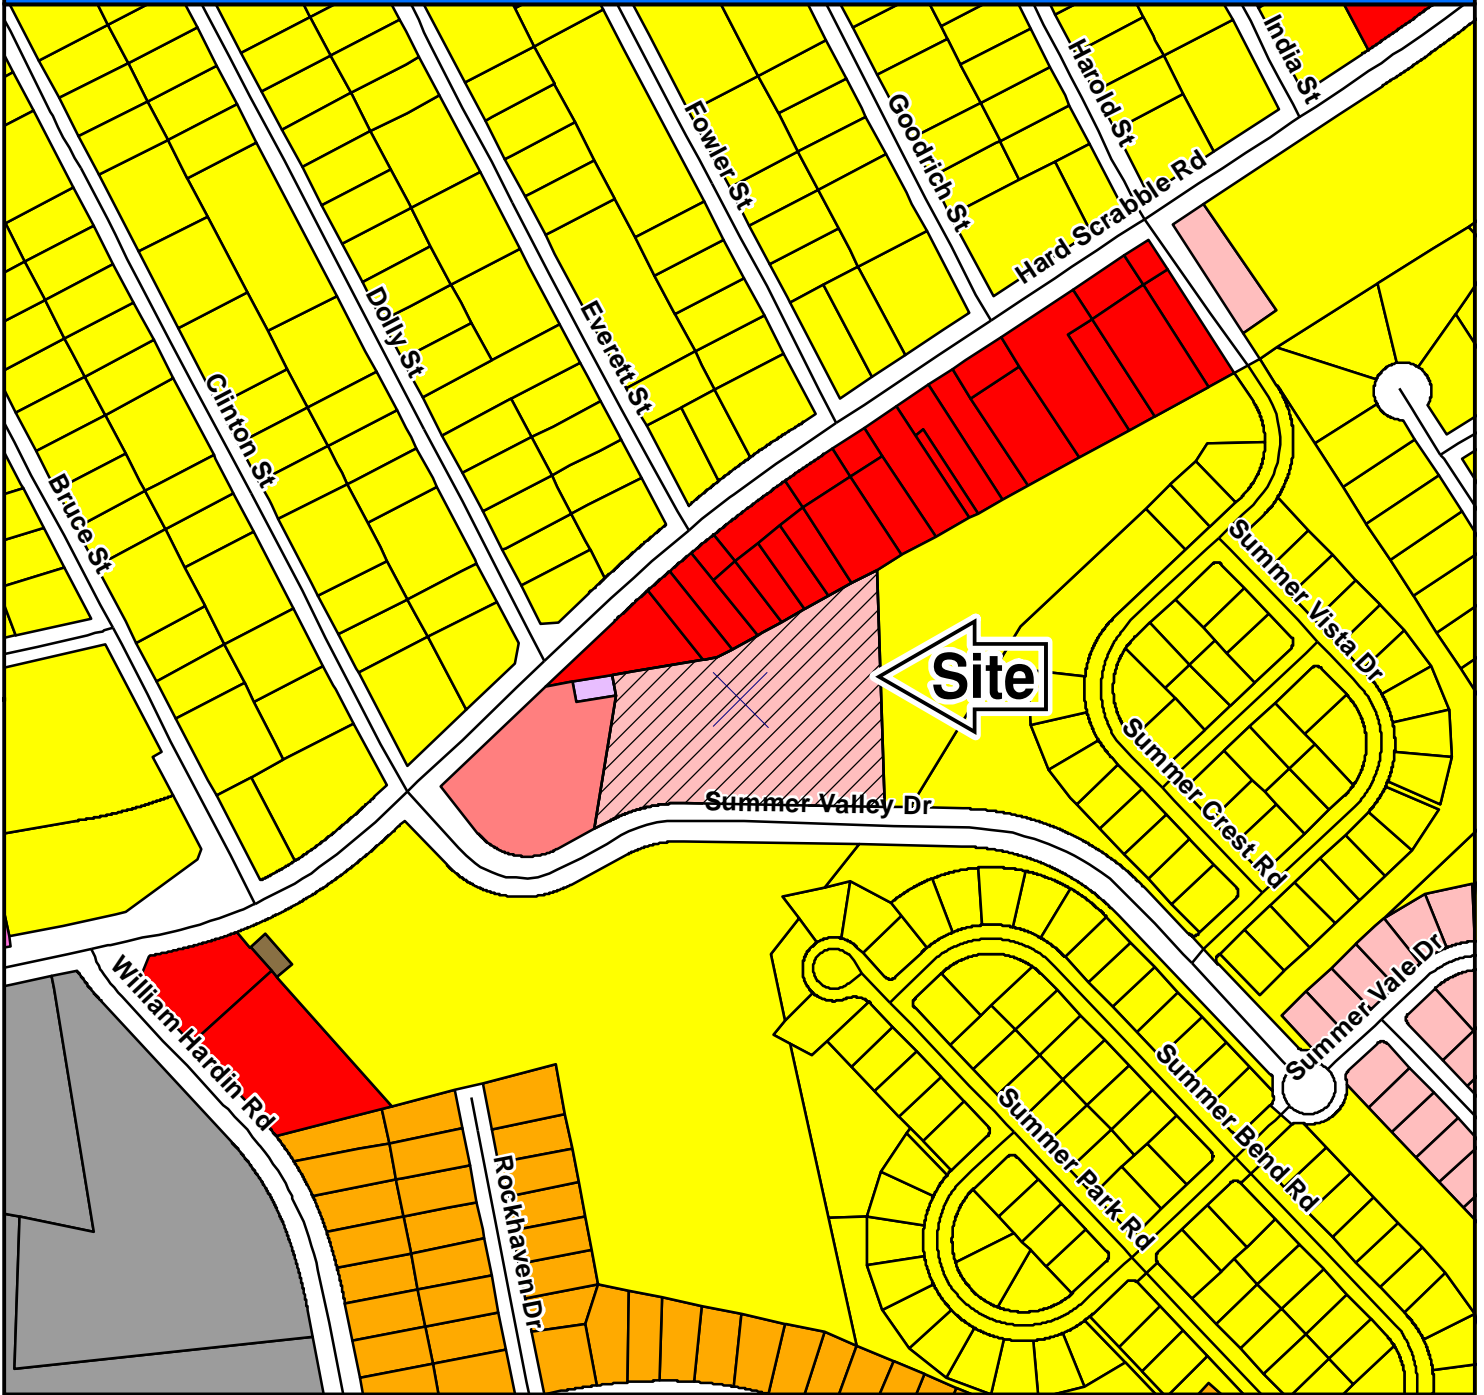 India St
Harold St
Goodrich St
Fowler St
Hard Scrabble Rd
Dolly St
Everett St
Clinton St
Bruce St
Summer Vista Dr
Site
Summer Crest Rd
Summer Valley Dr
Summer Vale Dr
William Hardin Rd
Summer Bend Rd
Summer Park Rd
Rockhaven Dr